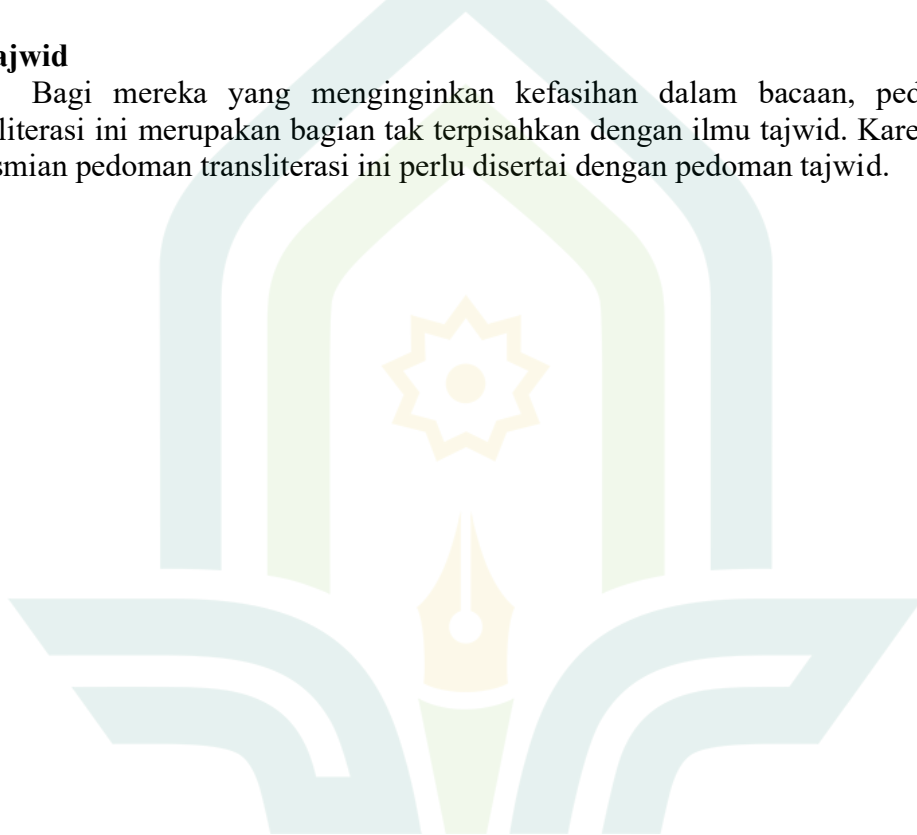 ajwid
Bagi mereka yang menginginkan kefasihan dalam bacaan, ped
literasi ini merupakan bagian tak terpisahkan dengan ilmu tajwid. Kare
smian pedoman transliterasi ini perlu disertai dengan pedoman tajwid.